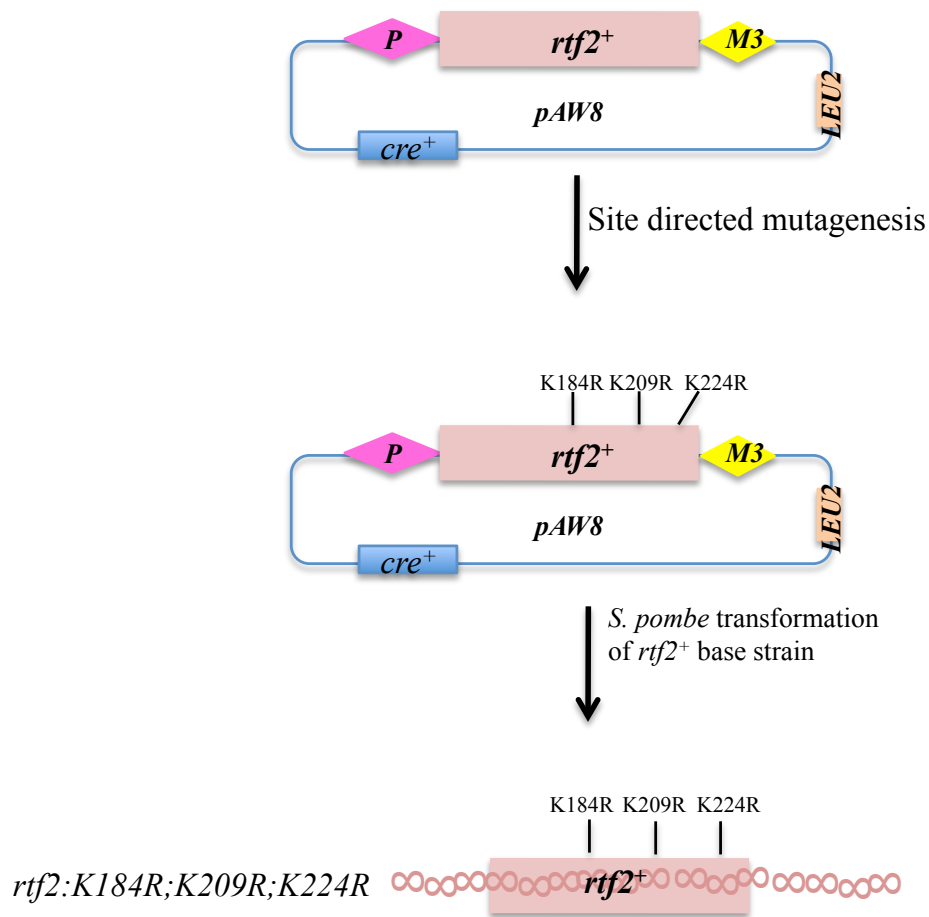 P rtf2⁺ M3
LEU2
pAW8
cre⁺
Site directed mutagenesis
K184R K209R K224R
P rtf2⁺ M3
LEU2
pAW8
cre⁺
S. pombe transformation
of rtf2⁺ base strain
K184R K209R K224R
rtf2:K184R;K209R;K224R rtf2⁺